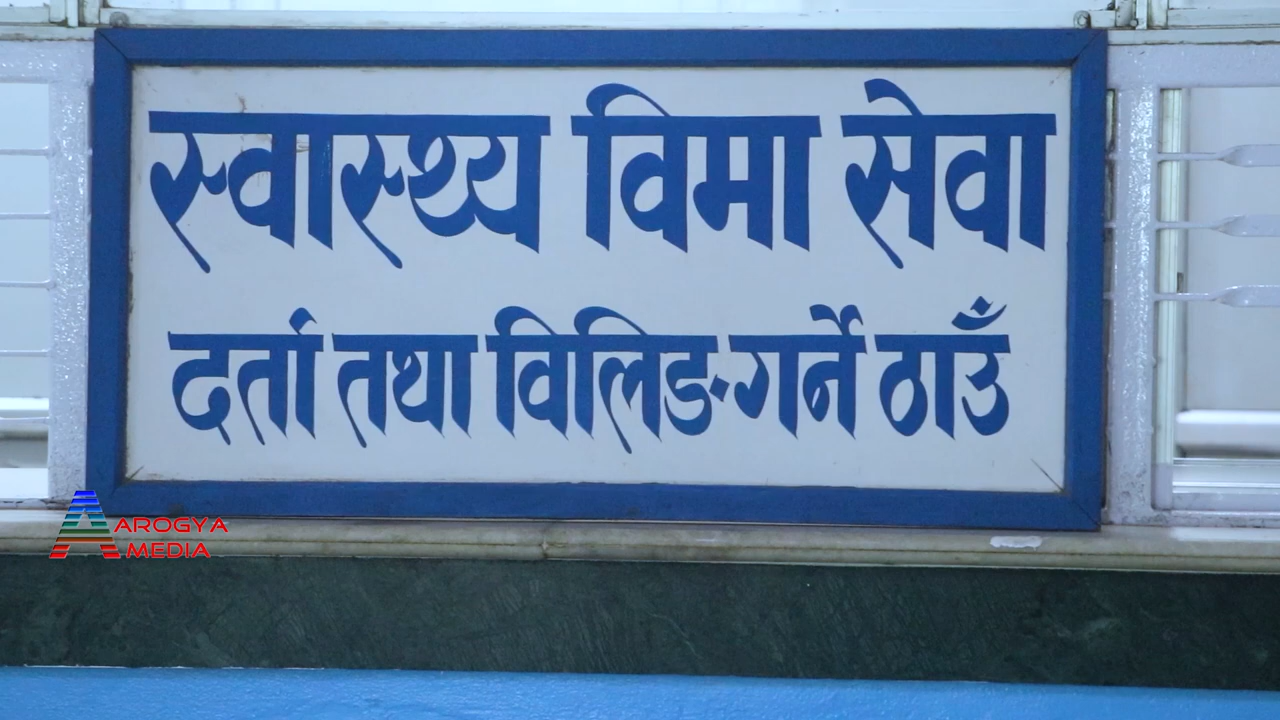 स्वास्थ्य विमा सेवा
दर्ता तथा विलिङ गर्ने ठाउँ
AROGYA
MEDIA